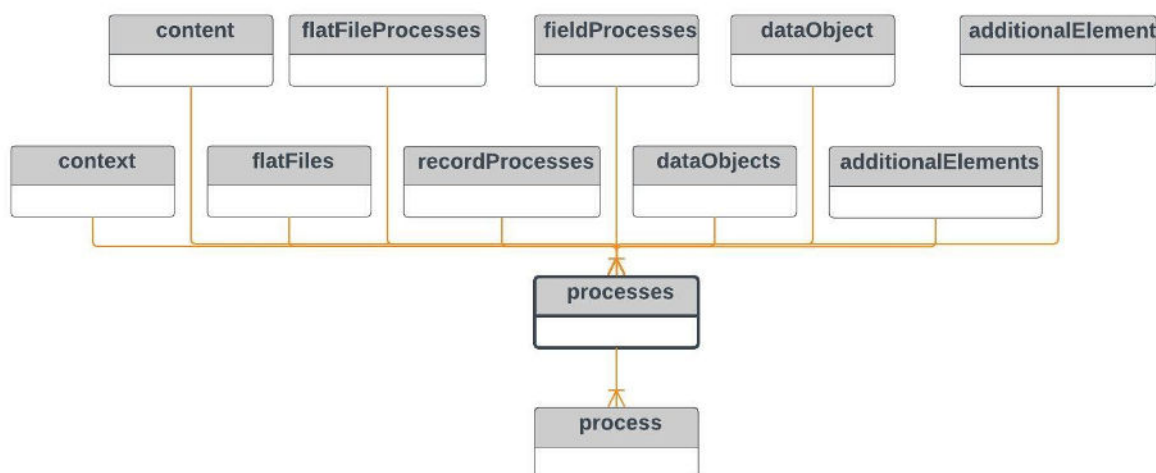 content
flatFileProcesses
fieldProcesses
dataObject
additionalElement
context
flatFiles
recordProcesses
dataObjects
additionalElements
processes
process